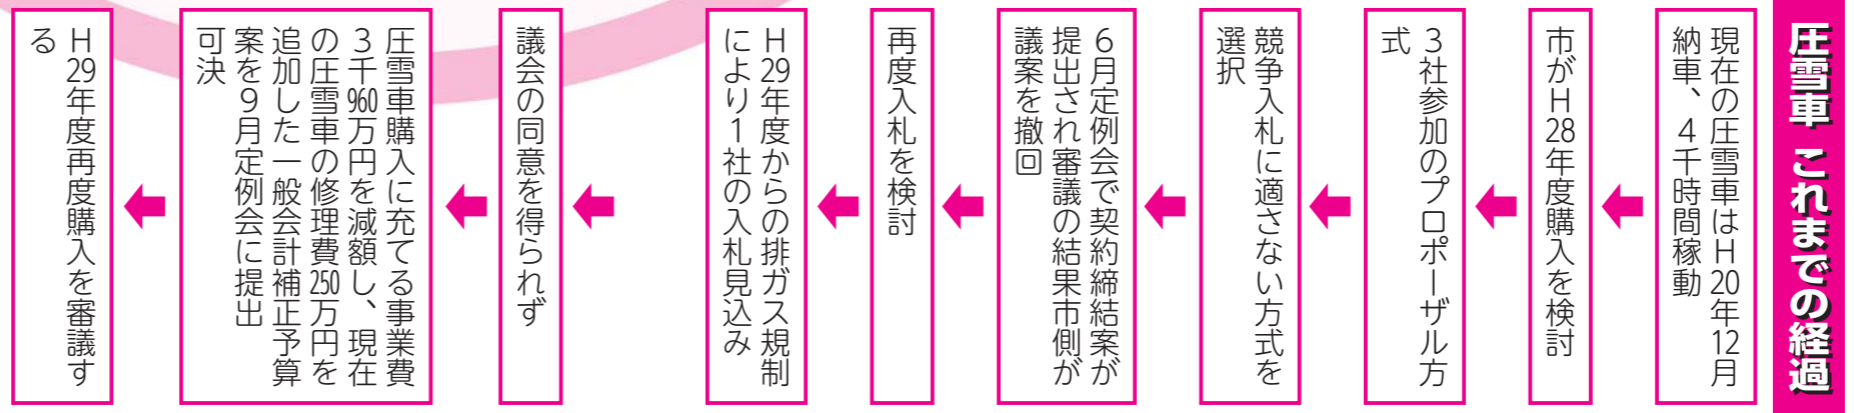 圧雪車 これまでの経過
現在の圧雪車はH20年12月
納車、4千時間稼動
市がH28年度購入を検討
3社参加のプロポーザル方
式
競争入札に適さない方式を
選択
6月定例会で契約締結案が
提出され審議の結果市側が
議案を撤回
再度入札を検討
H29年度からの排ガス規制
により1社の入札見込み
議会の同意を得られず
圧雪車購入に充てる事業費
3千960万円を減額し、現在
の圧雪車の修理費250万円を
追加した一般会計補正予算
案を9月定例会に提出
可決
H29年度再度購入を審議す
る